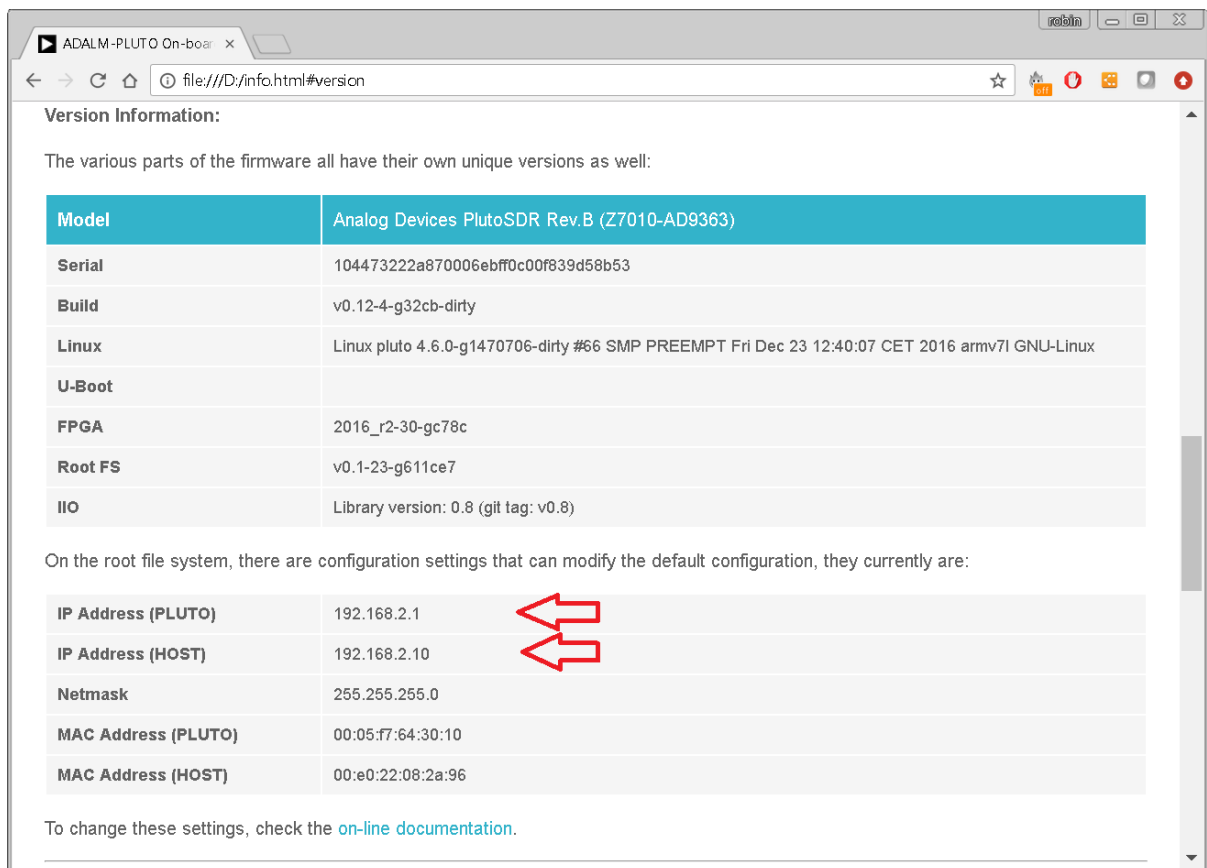 robin
ADALM-PLUTO On-boar
file:///D:/info.html#version
off
Version Information:
The various parts of the firmware all have their own unique versions as well:
Model Analog Devices PlutoSDR Rev.B (Z7010-AD9363)
Serial 104473222a870006ebff0c00f839d58b53
Build v0.12-4-g32cb-dirty
Linux Linux pluto 4.6.0-g1470706-dirty #66 SMP PREEMPT Fri Dec 23 12:40:07 CET 2016 armv7l GNU-Linux
U-Boot
FPGA 2016_r2-30-gc78c
Root FS v0.1-23-g611ce7
IIO Library version: 0.8 (git tag: v0.8)
On the root file system, there are configuration settings that can modify the default configuration, they currently are:
IP Address (PLUTO) 192.168.2.1
IP Address (HOST) 192.168.2.10
Netmask 255.255.255.0
MAC Address (PLUTO) 00:05:f7:64:30:10
MAC Address (HOST) 00:e0:22:08:2a:96
To change these settings, check the on-line documentation.